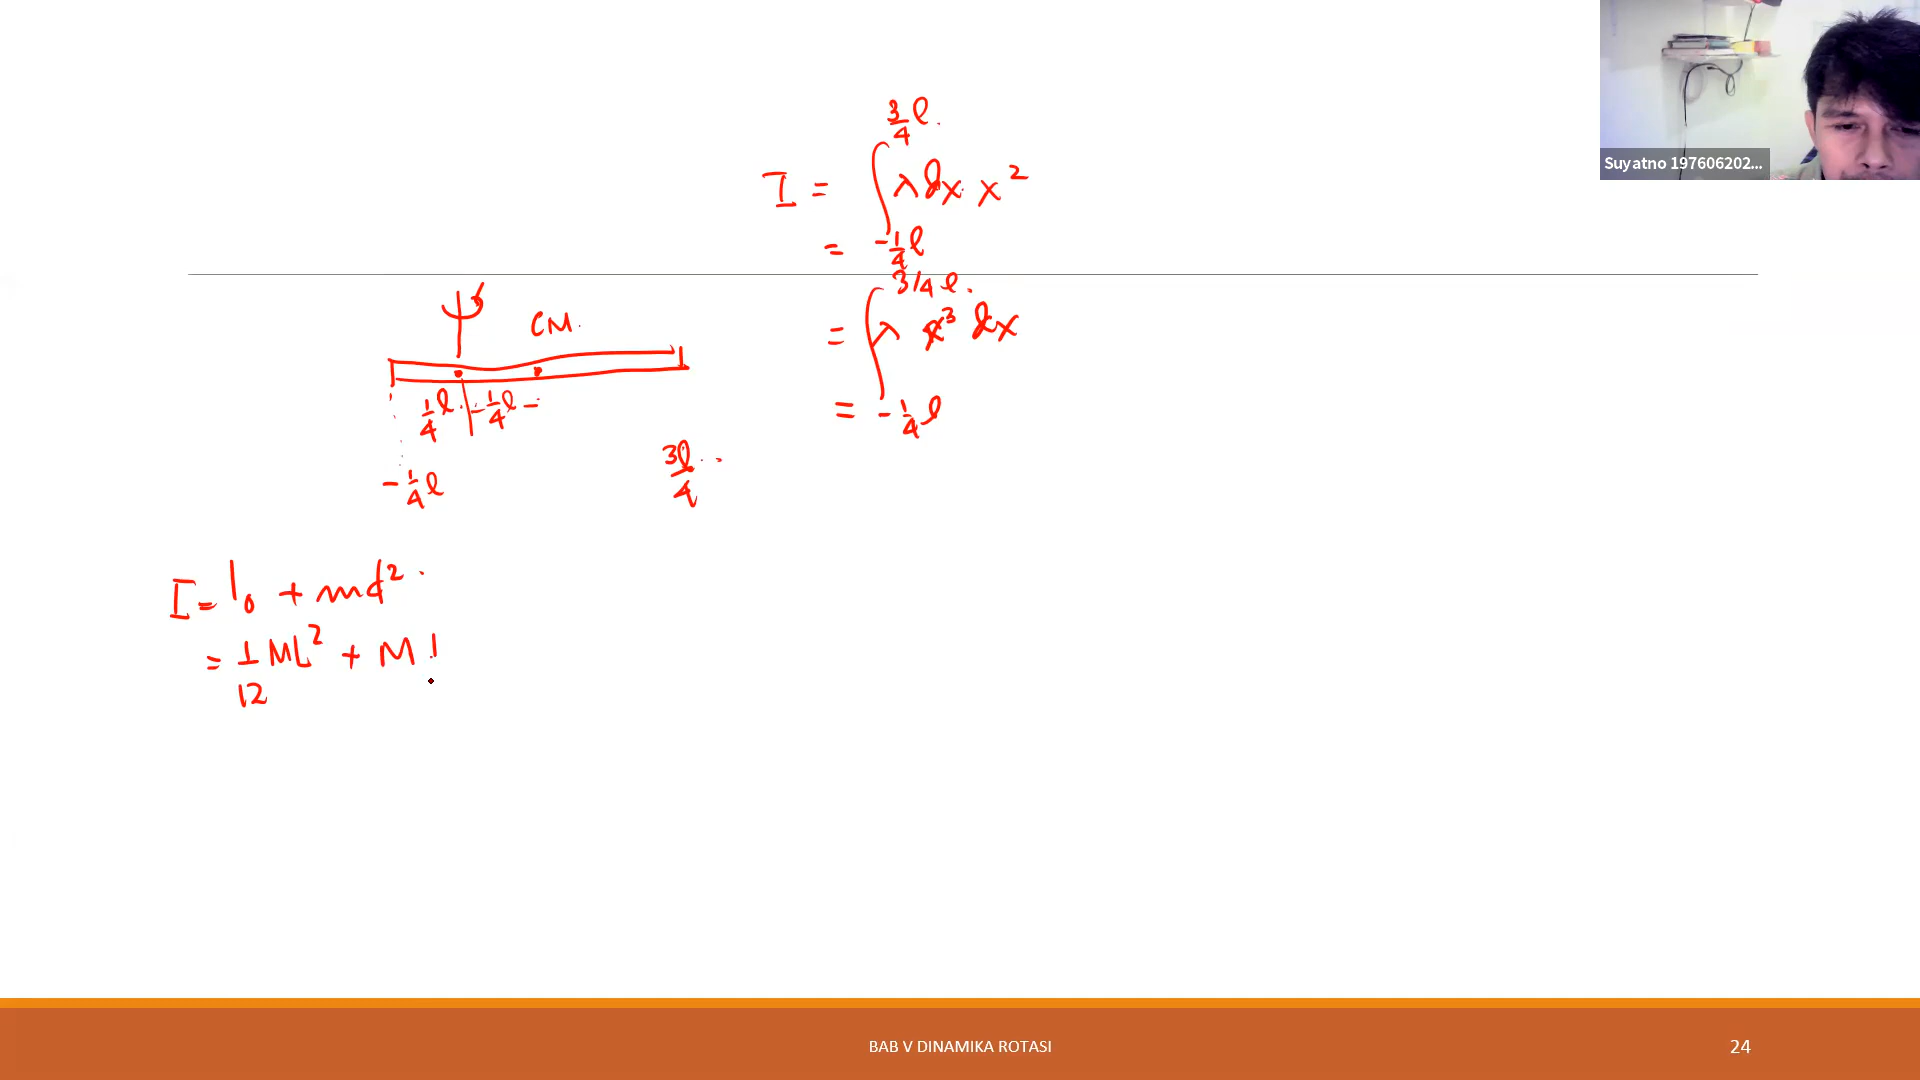 Suyatno 197606202...
3/4 l.
I = ∫ λ dx x²
= -1/4 l
3/4 l.
= ∫ λ x³ dx
= -1/4 l
CM.
1/4 l - 1/4 l -
-1/4 l
3l/4
I = I₀ + md².
= 1/12 ML² + M 1
BAB V DINAMIKA ROTASI
24